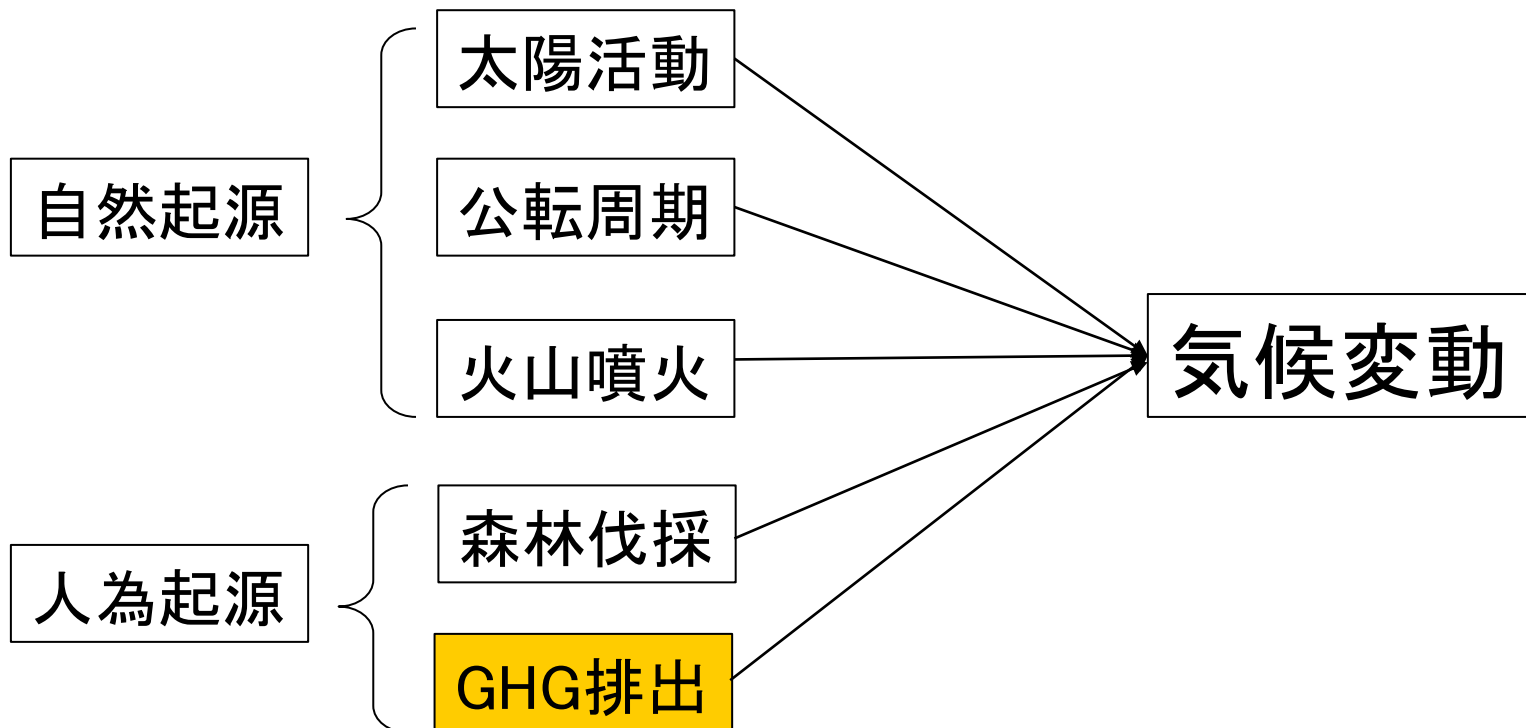 太陽活動
自然起源
公転周期
火山噴火
気候変動
森林伐採
人為起源
GHG排出